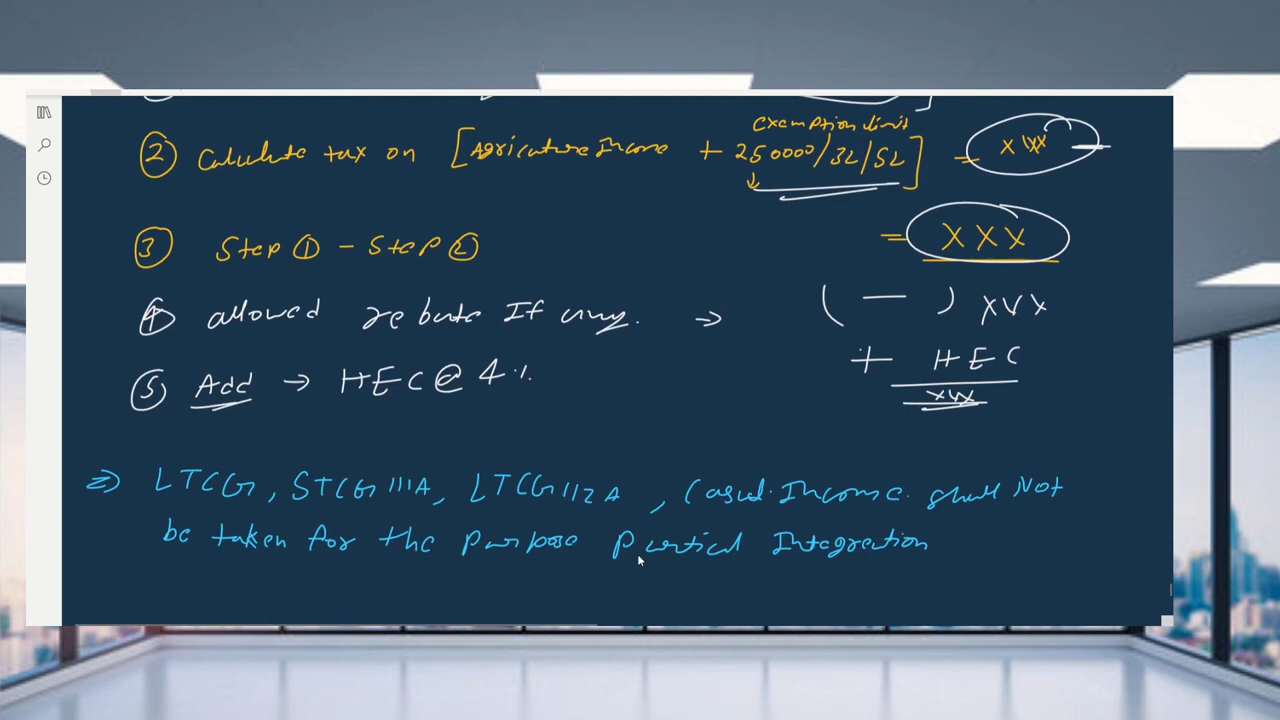 exemption limit
② Calculate tax on [Agriculture Income + 250000/3L/5L] = xxx
③ Step ① - Step ② = XXX
④ allowed rebate If any. → ( — ) xxx
+ HEC
⑤ Add → HEC @ 4%
xxx
⇒ LTCG, STCG 111A, LTCG 112A, Casual Income shall Not
be taken for the purpose partical Integration